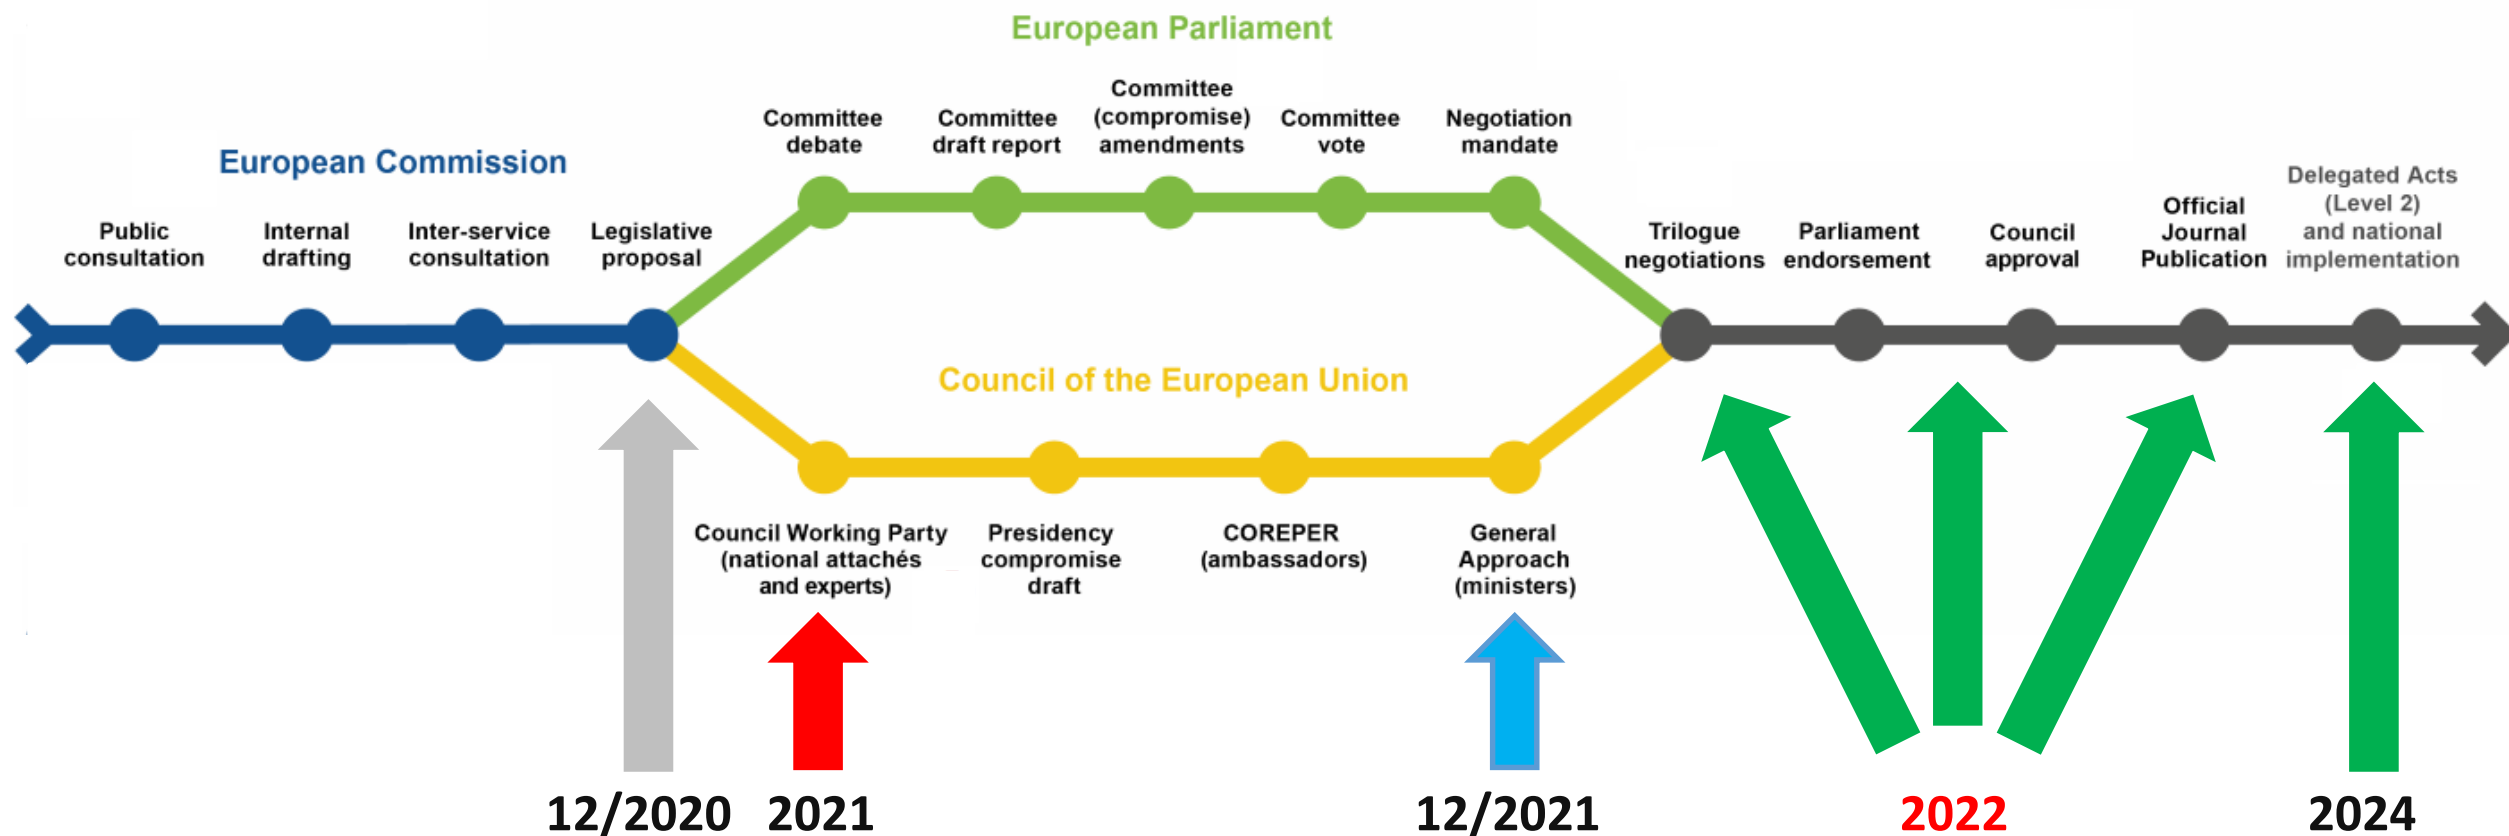 European Parliament
Committee
debate
Committee
draft report
Committee
(compromise)
amendments
Committee
vote
Negotiation
mandate
European Commission
Public
consultation
Internal
drafting
Inter-service
consultation
Legislative
proposal
Trilogue
negotiations
Parliament
endorsement
Council
approval
Official
Journal
Publication
Delegated Acts
(Level 2)
and national
implementation
Council of the European Union
Council Working Party
(national attachés
and experts)
Presidency
compromise
draft
COREPER
(ambassadors)
General
Approach
(ministers)
12/2020
2021
12/2021
2022
2024